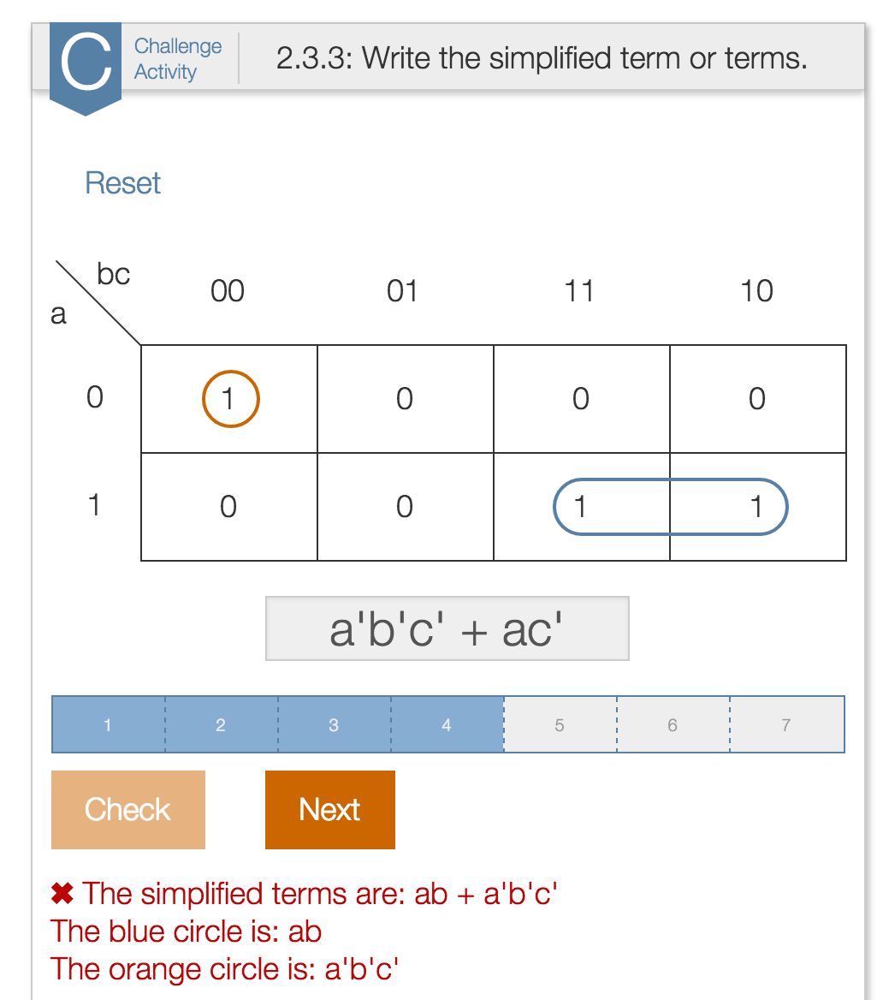 C Challenge Activity 2.3.3: Write the simplified term or terms.
Reset
bc 00 01 11 10
a
0 1 0 0 0
1 0 0 1 1
a'b'c' + ac'
1 2 3 4 5 6 7
Check Next
✖ The simplified terms are: ab + a'b'c'
The blue circle is: ab
The orange circle is: a'b'c'